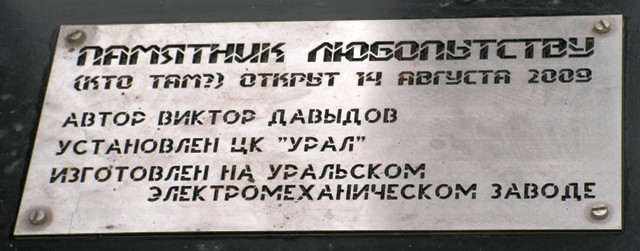 ПАМЯТНИК ЛЮБОПЫТСТВУ
(КТО ТАМ?) ОТКРЫТ 14 АВГУСТА 2009
АВТОР ВИКТОР ДАВЫДОВ
УСТАНОВЛЕН ЦК "УРАЛ"
ИЗГОТОВЛЕН НА УРАЛЬСКОМ
ЭЛЕКТРОМЕХАНИЧЕСКОМ ЗАВОДЕ